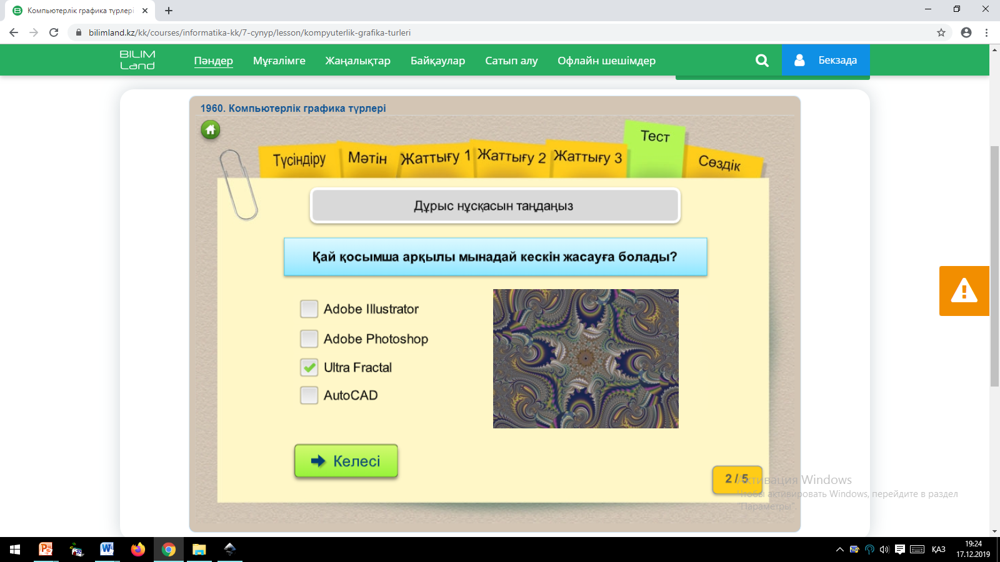 Компьютерлік графика түрлері
bilimland.kz/kk/courses/informatika-kk/7-сynyp/lesson/kompyuterlik-grafika-turleri
BILIM
Land
Пәндер
Мұғалімге
Жаңалықтар
Байқаулар
Сатып алу
Офлайн шешімдер
Бекзада
1960. Компьютерлік графика түрлері
Түсіндіру
Мәтін
Жаттығу 1
Жаттығу 2
Жаттығу 3
Тест
Сөздік
Дұрыс нұсқасын таңдаңыз
Қай қосымша арқылы мынадай кескін жасауға болады?
Adobe Illustrator
Adobe Photoshop
Ultra Fractal
AutoCAD
Келесі
2 / 5
Активация Windows
Чтобы активировать Windows, перейдите в раздел
"Параметры".
ҚАЗ
19:24
17.12.2019